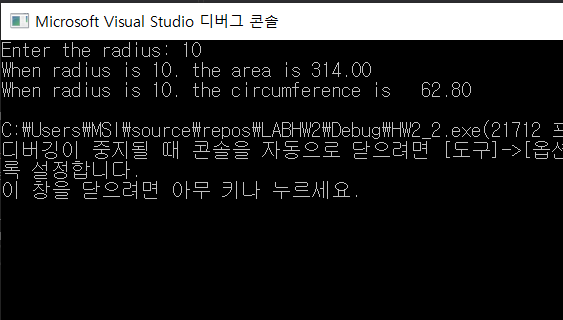 Microsoft Visual Studio 디버그 콘솔
Enter the radius: 10
When radius is 10. the area is 314.00
When radius is 10. the circumference is   62.80
C:₩Users₩MSI₩source₩repos₩LABHW2₩Debug₩HW2_2.exe(21712 프
디버깅이 중지될 때 콘솔을 자동으로 닫으려면 [도구]->[옵션
록 설정합니다.
이 창을 닫으려면 아무 키나 누르세요.